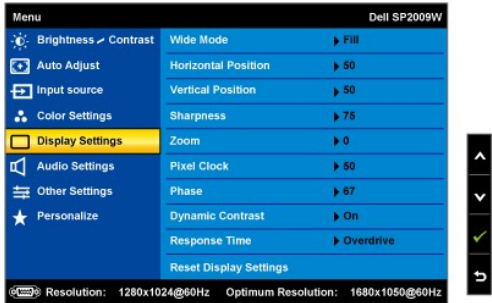 Menu Dell SP2009W
Brightness / Contrast Wide Mode Fill
Auto Adjust Horizontal Position 50
Input source Vertical Position 50
Color Settings Sharpness 75
Display Settings Zoom 0
Audio Settings Pixel Clock 50
Other Settings Phase 67
Personalize Dynamic Contrast On
Response Time Overdrive
Reset Display Settings
Resolution: 1280x1024@60Hz Optimum Resolution: 1680x1050@60Hz